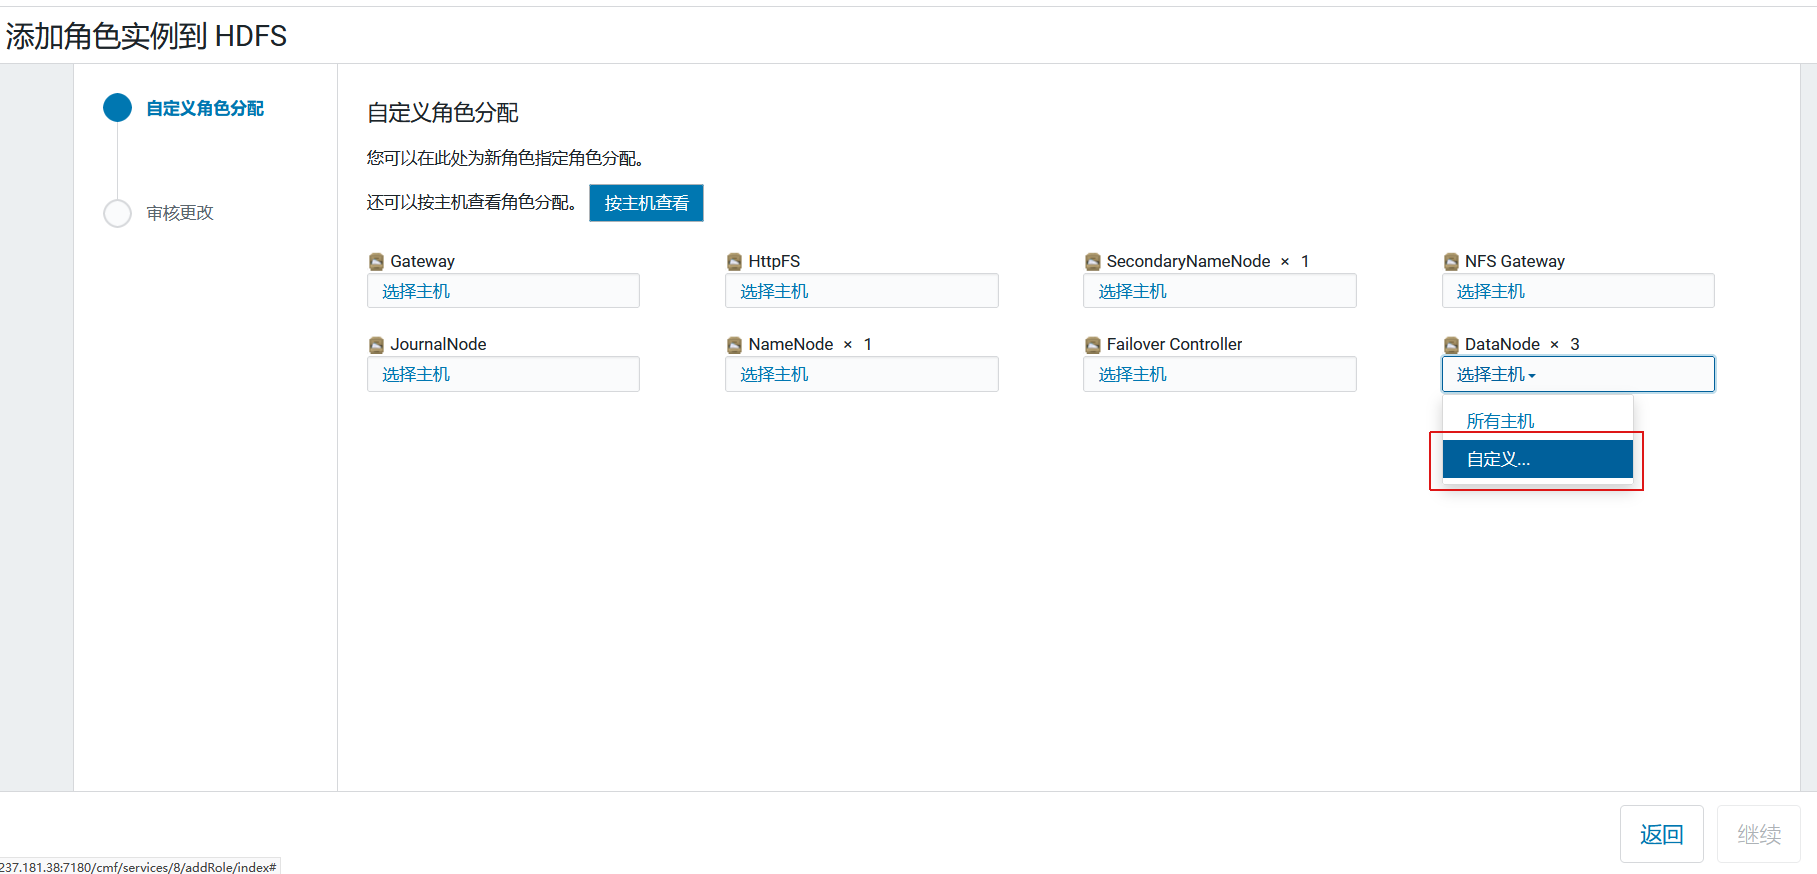 添加角色实例到 HDFS
自定义角色分配
审核更改
自定义角色分配
您可以在此处为新角色指定角色分配。
还可以按主机查看角色分配。 按主机查看
Gateway
选择主机
HttpFS
选择主机
SecondaryNameNode × 1
选择主机
NFS Gateway
选择主机
JournalNode
选择主机
NameNode × 1
选择主机
Failover Controller
选择主机
DataNode × 3
选择主机
所有主机
自定义...
返回 继续
237.181.38:7180/cmf/services/8/addRole/index#